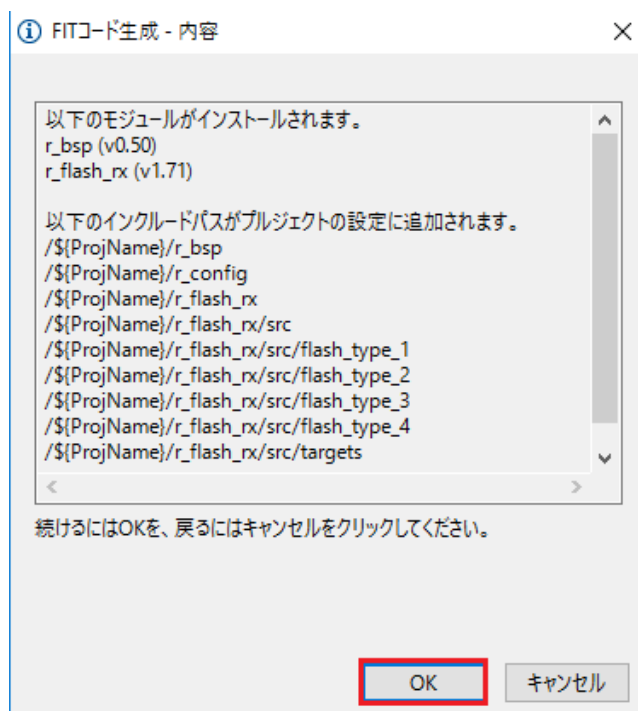 FITコード生成 - 内容
以下のモジュールがインストールされます。
r_bsp (v0.50)
r_flash_rx (v1.71)
以下のインクルードパスがプルジェクトの設定に追加されます。
/${ProjName}/r_bsp
/${ProjName}/r_config
/${ProjName}/r_flash_rx
/${ProjName}/r_flash_rx/src
/${ProjName}/r_flash_rx/src/flash_type_1
/${ProjName}/r_flash_rx/src/flash_type_2
/${ProjName}/r_flash_rx/src/flash_type_3
/${ProjName}/r_flash_rx/src/flash_type_4
/${ProjName}/r_flash_rx/src/targets
続けるにはOKを、戻るにはキャンセルをクリックしてください。
OK キャンセル